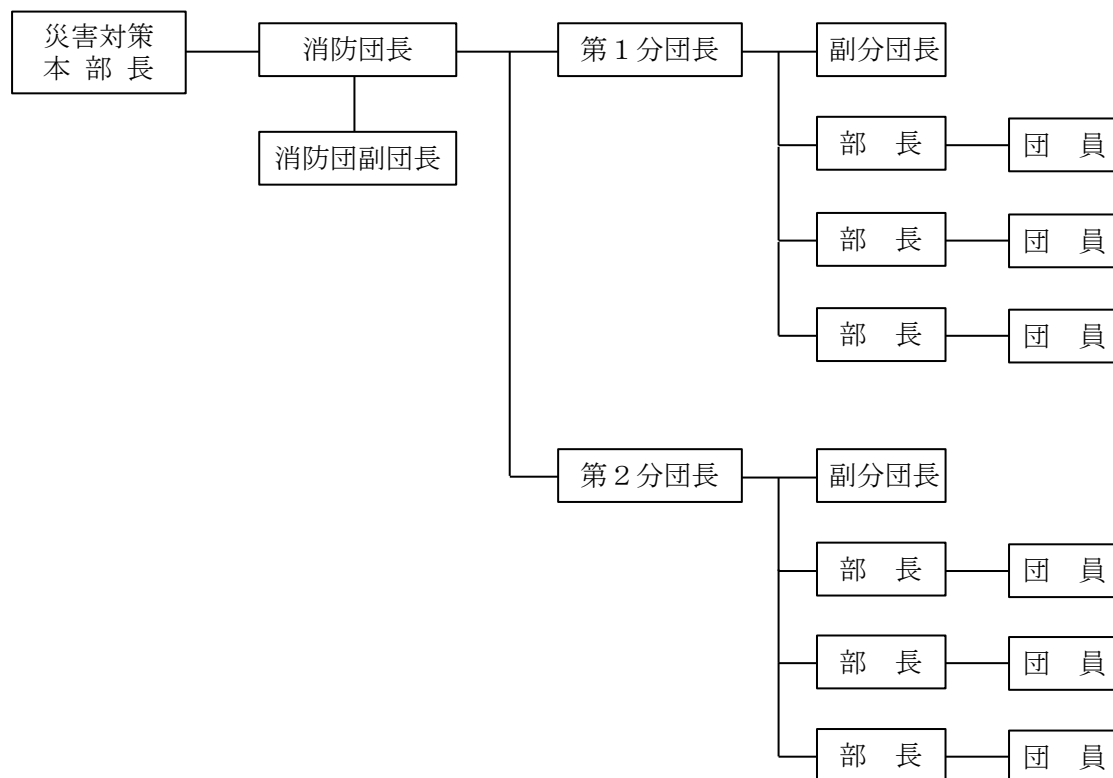 災害対策
本 部 長
消防団長
第１分団長
副分団長
消防団副団長
部　長
団　員
部　長
団　員
部　長
団　員
第２分団長
副分団長
部　長
団　員
部　長
団　員
部　長
団　員